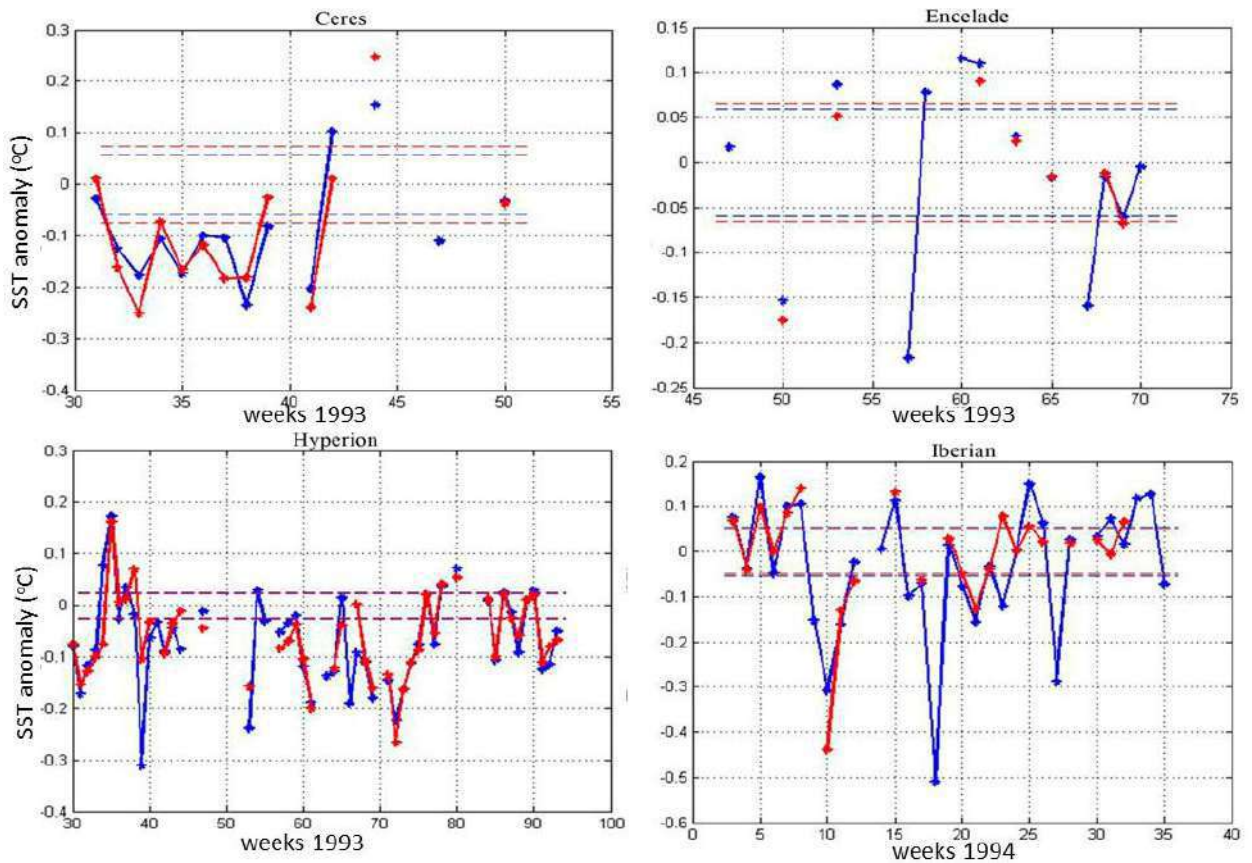 Ceres
0.3
0.2
0.1
0
-0.1
-0.2
-0.3
-0.4
SST anomaly (°C)
30 35 40 45 50 55
weeks 1993
Encelade
0.1
0.05
0
-0.05
-0.1
-0.15
-0.2
-0.25
45 50 55 60 65 70 75
weeks 1993
Hyperion
0.3
0.2
0.1
0
-0.1
-0.2
-0.3
-0.4
SST anomaly (°C)
30 40 50 60 70 80 90 100
weeks 1993
Iberian
0.2
0.1
0
-0.1
-0.2
-0.3
-0.4
-0.5
-0.6
0 5 10 15 20 25 30 35 40
weeks 1994